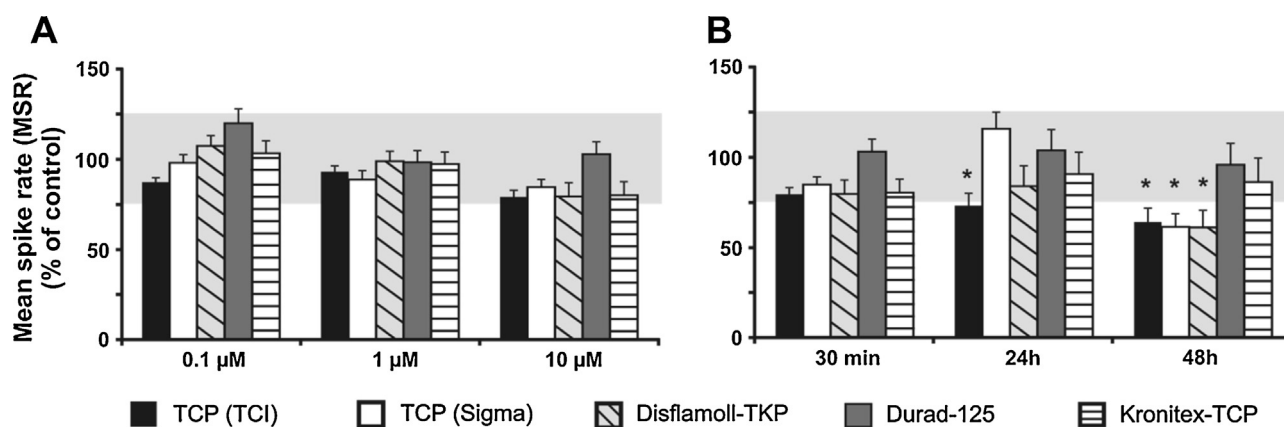 A
Mean spike rate (MSR)
(% of control)
150
100
50
0
0.1 µM 1 µM 10 µM
B
150
100
50
0
*
* * *
30 min 24h 48h
TCP (TCI) TCP (Sigma) Disflamoll-TKP Durad-125 Kronitex-TCP